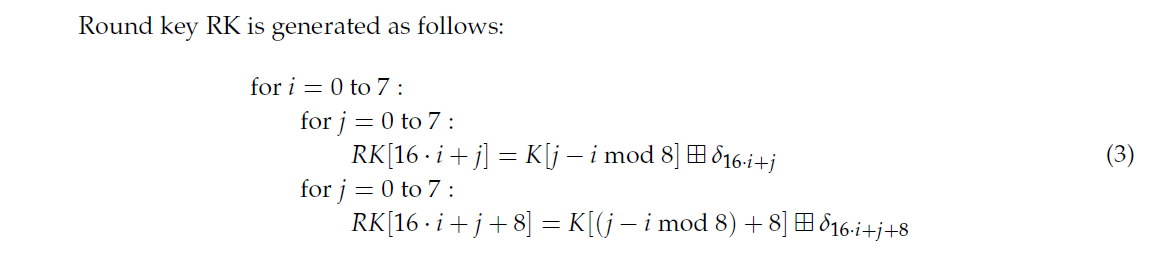 Round key RK is generated as follows:
for i = 0 to 7 :
for j = 0 to 7 :
RK[16 · i + j] = K[j − i mod 8] ⊞ δ₁₆.ᵢ₊ⱼ
(3)
for j = 0 to 7 :
RK[16 · i + j + 8] = K[(j − i mod 8) + 8] ⊞ δ₁₆.ᵢ₊ⱼ₊₈